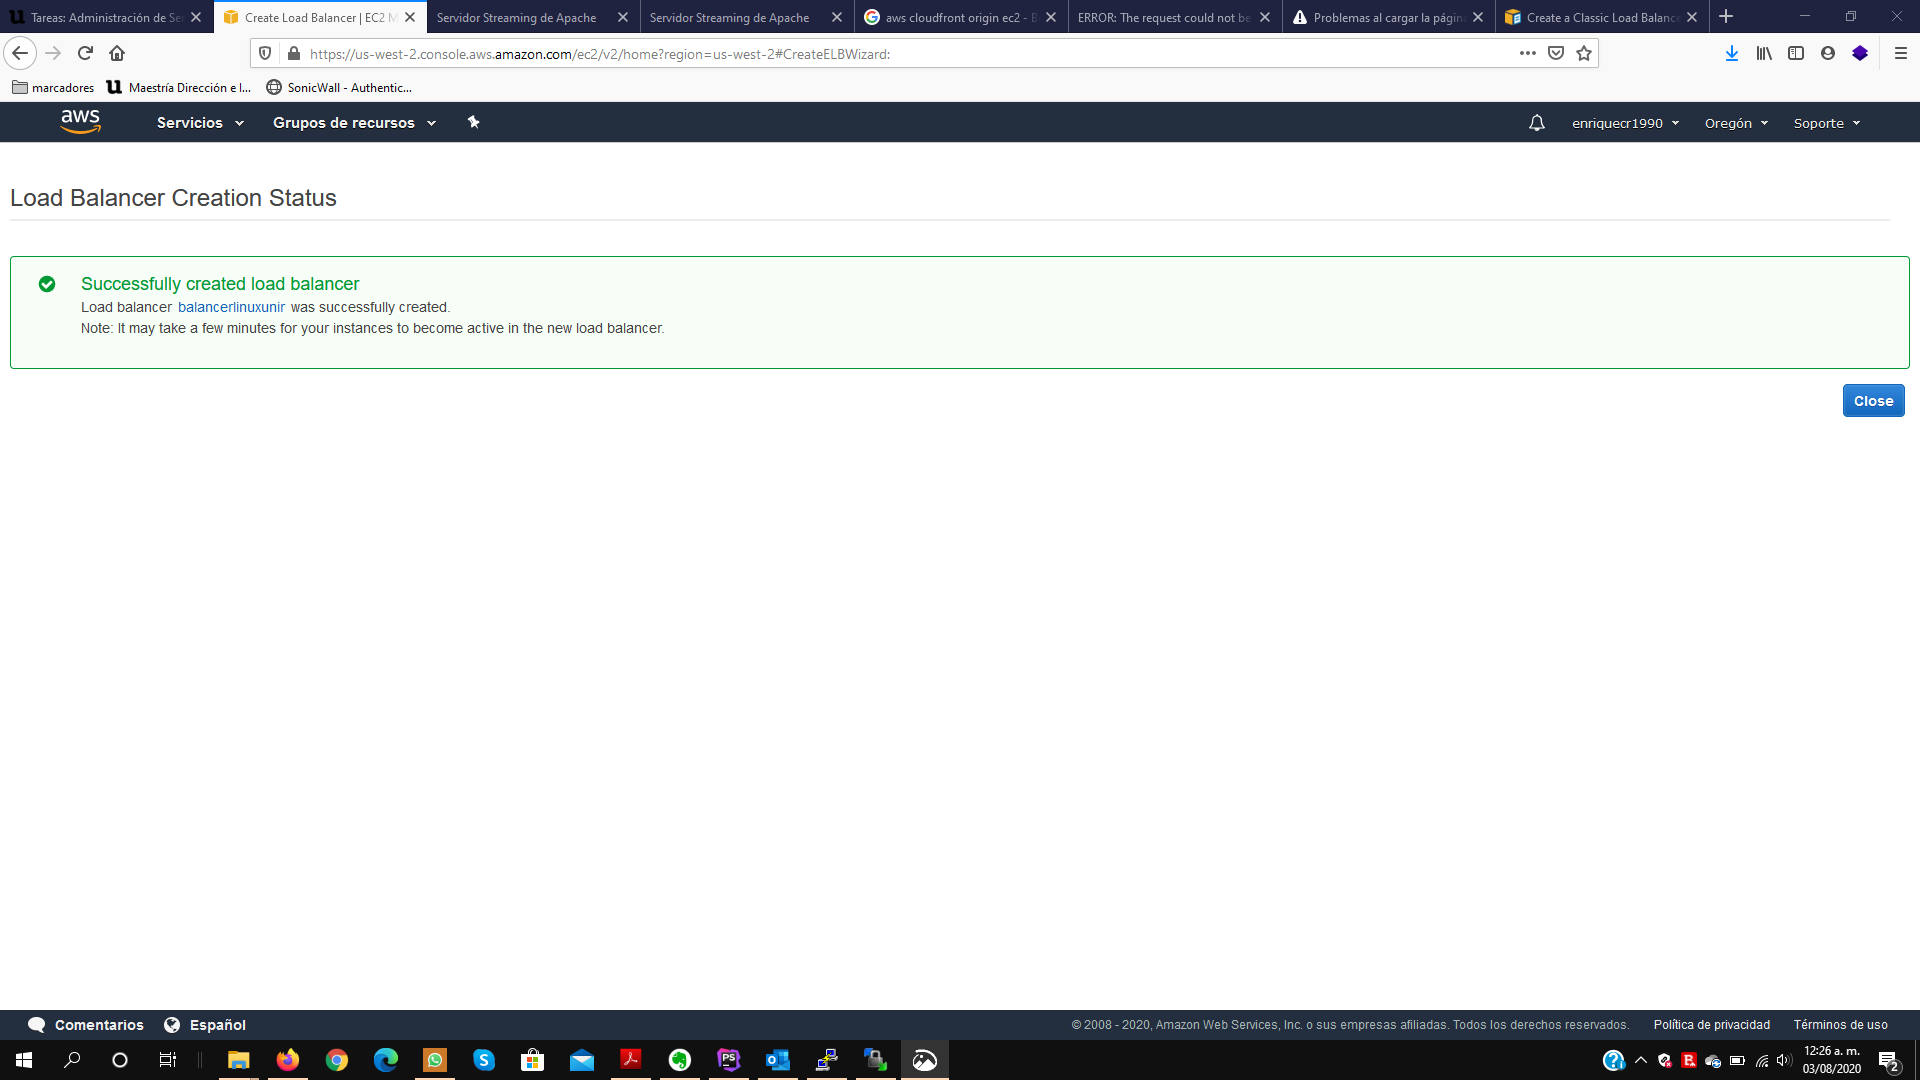 Tareas: Administración de Se
Create Load Balancer | EC2 M
Servidor Streaming de Apache
Servidor Streaming de Apache
aws cloudfront origin ec2 - B
ERROR: The request could not be
Problemas al cargar la página
Create a Classic Load Balance
https://us-west-2.console.aws.amazon.com/ec2/v2/home?region=us-west-2#CreateELBWizard:
marcadores
Maestría Dirección e I...
SonicWall - Authentic...
aws
Servicios
Grupos de recursos
enriquecr1990
Oregón
Soporte
Load Balancer Creation Status
Successfully created load balancer
Load balancer balancerlinuxunir was successfully created.
Note: It may take a few minutes for your instances to become active in the new load balancer.
Close
Comentarios
Español
© 2008 - 2020, Amazon Web Services, Inc. o sus empresas afiliadas. Todos los derechos reservados.
Política de privacidad
Términos de uso
12:26 a. m.
03/08/2020
2